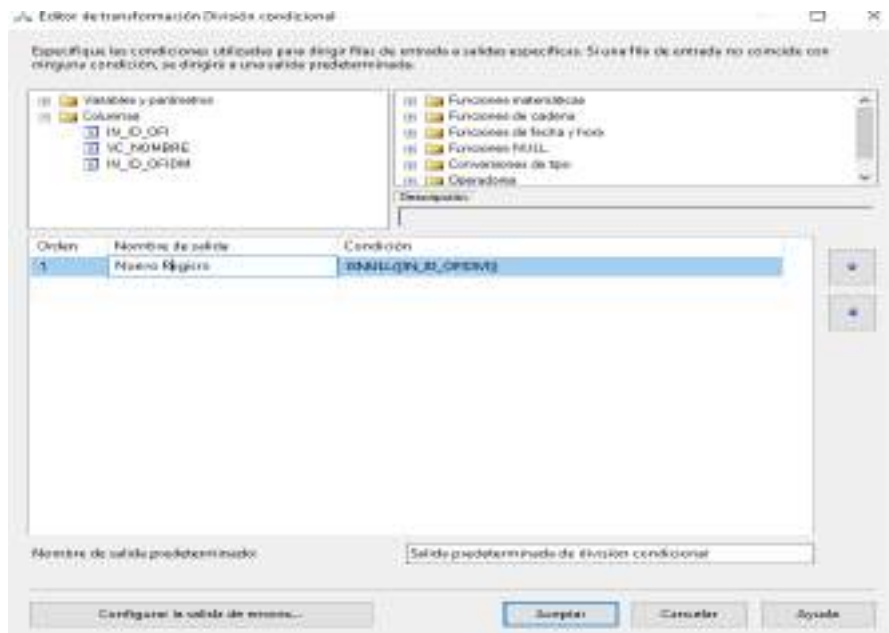 Editor de transformación División condicional
Especifique las condiciones utilizadas para dirigir filas de entrada a salidas específicas. Si una fila de entrada no coincide con
ninguna condición, se dirigirá a una salida predeterminada.
Variables y parámetros
Columnas
IN_ID_OFI
VC_NOMBRE
IN_ID_OFIDIM
Funciones matemáticas
Funciones de cadena
Funciones de fecha y hora
Funciones NULL
Conversiones de tipo
Operadores
Descripción:
Orden Nombre de salida Condición
1 Nuevo Registro ISNULL([IN_ID_OFIDIM])
Nombre de salida predeterminado: Salida predeterminada de división condicional
Configurar la salida de errores... Aceptar Cancelar Ayuda